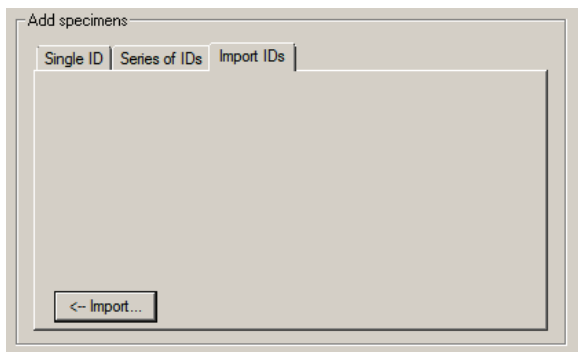 Add specimens
Single ID Series of IDs Import IDs
<-- Import...